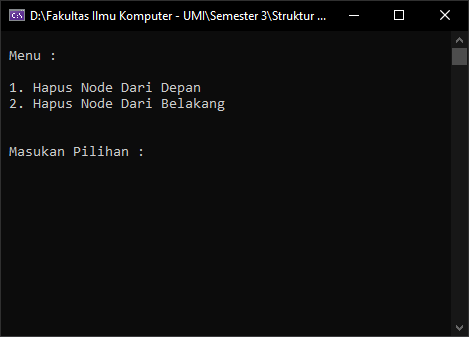 D:\Fakultas Ilmu Komputer - UMI\Semester 3\Struktur ...
Menu :
1. Hapus Node Dari Depan
2. Hapus Node Dari Belakang
Masukan Pilihan :